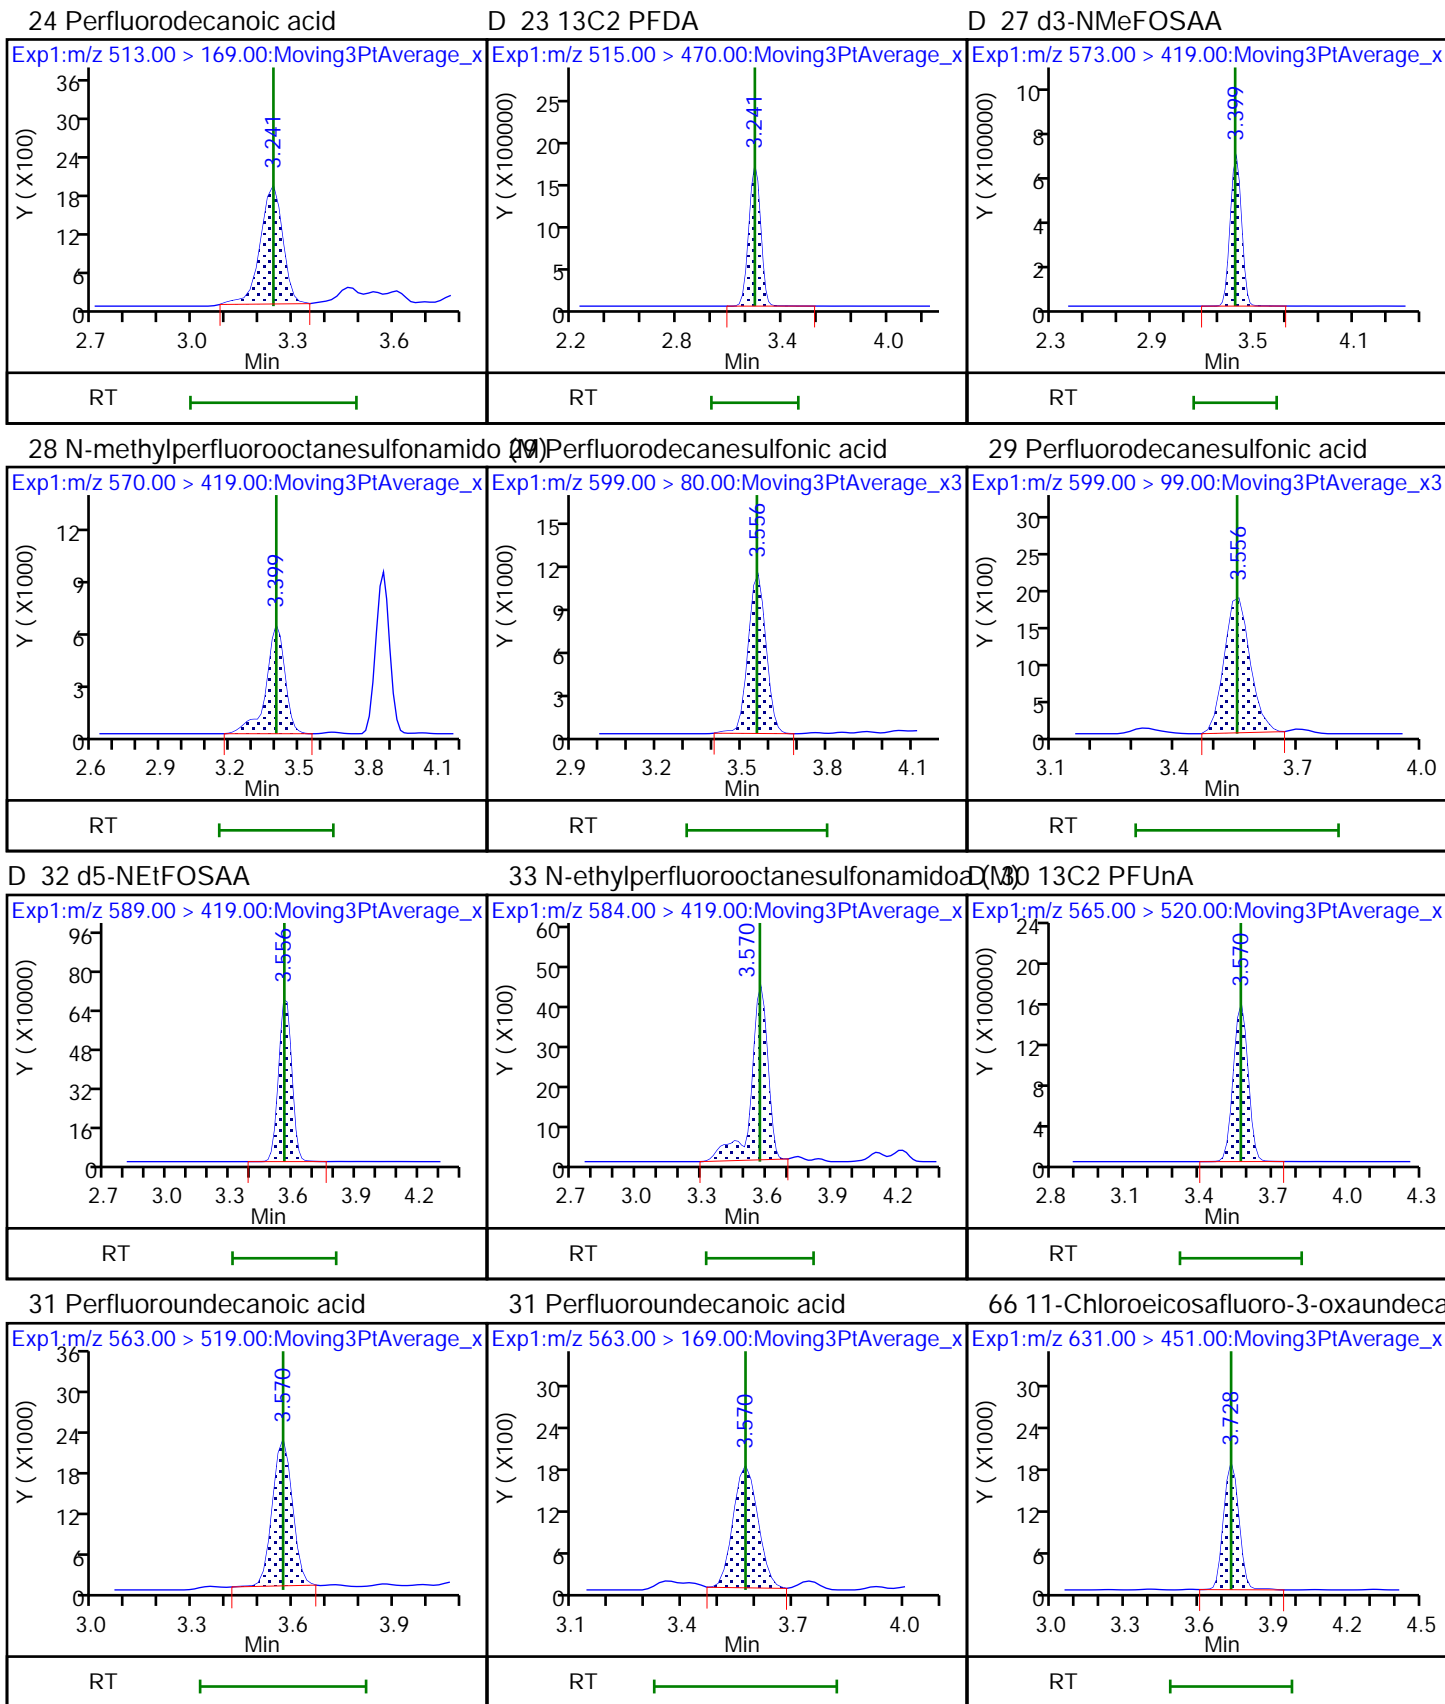 24 Perfluorodecanoic acid
Exp1:m/z 513.00 > 169.00:Moving3PtAverage_x
Y ( X100)
36
30
24
18
12
6
0
3.241
2.7 3.0 3.3 3.6
Min
RT
D 23 13C2 PFDA
Exp1:m/z 515.00 > 470.00:Moving3PtAverage_x
Y ( X100000)
25
20
15
10
5
0
3.241
2.2 2.8 3.4 4.0
Min
RT
D 27 d3-NMeFOSAA
Exp1:m/z 573.00 > 419.00:Moving3PtAverage_x
Y ( X100000)
10
8
6
4
2
0
3.399
2.3 2.9 3.5 4.1
Min
RT
28 N-methylperfluorooctanesulfonamido (M)
Exp1:m/z 570.00 > 419.00:Moving3PtAverage_x
Y ( X1000)
12
9
6
3
0
3.399
2.6 2.9 3.2 3.5 3.8 4.1
Min
RT
29 Perfluorodecanesulfonic acid
Exp1:m/z 599.00 > 80.00:Moving3PtAverage_x3
Y ( X1000)
15
12
9
6
3
0
3.556
2.9 3.2 3.5 3.8 4.1
Min
RT
29 Perfluorodecanesulfonic acid
Exp1:m/z 599.00 > 99.00:Moving3PtAverage_x3
Y ( X100)
30
25
20
15
10
5
0
3.556
3.1 3.4 3.7 4.0
Min
RT
D 32 d5-NEtFOSAA
Exp1:m/z 589.00 > 419.00:Moving3PtAverage_x
Y ( X10000)
96
80
64
48
32
16
0
3.556
2.7 3.0 3.3 3.6 3.9 4.2
Min
RT
33 N-ethylperfluorooctanesulfonamidoa (M)
Exp1:m/z 584.00 > 419.00:Moving3PtAverage_x
Y ( X100)
60
50
40
30
20
10
0
3.570
2.7 3.0 3.3 3.6 3.9 4.2
Min
RT
D 30 13C2 PFUnA
Exp1:m/z 565.00 > 520.00:Moving3PtAverage_x
Y ( X100000)
24
20
16
12
8
4
0
3.570
2.8 3.1 3.4 3.7 4.0 4.3
Min
RT
31 Perfluoroundecanoic acid
Exp1:m/z 563.00 > 519.00:Moving3PtAverage_x
Y ( X1000)
36
30
24
18
12
6
0
3.570
3.0 3.3 3.6 3.9
Min
RT
31 Perfluoroundecanoic acid
Exp1:m/z 563.00 > 169.00:Moving3PtAverage_x
Y ( X100)
30
24
18
12
6
0
3.570
3.1 3.4 3.7 4.0
Min
RT
66 11-Chloroeicosafluoro-3-oxaundeca
Exp1:m/z 631.00 > 451.00:Moving3PtAverage_x
Y ( X1000)
30
24
18
12
6
0
3.728
3.0 3.3 3.6 3.9 4.2 4.5
Min
RT